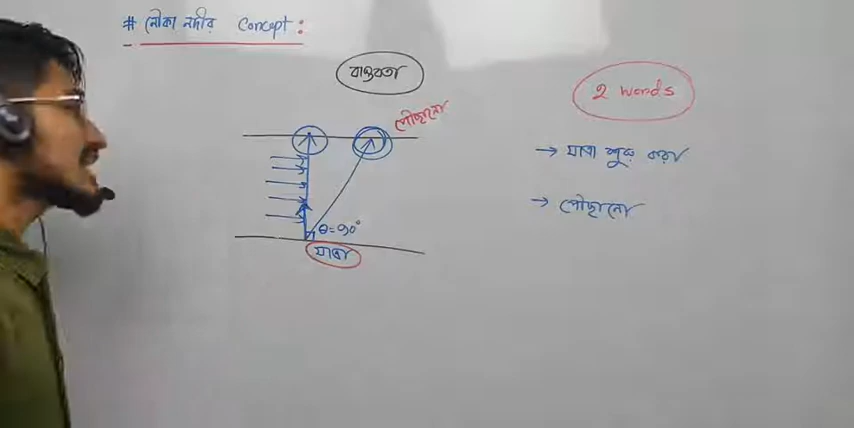 # নৌকা নদীর Concept :
বাস্তবতা
পৌছানো
θ = 90°
যাত্রা
2 words
→ যাত্রা শুরু করা
→ পৌছানো